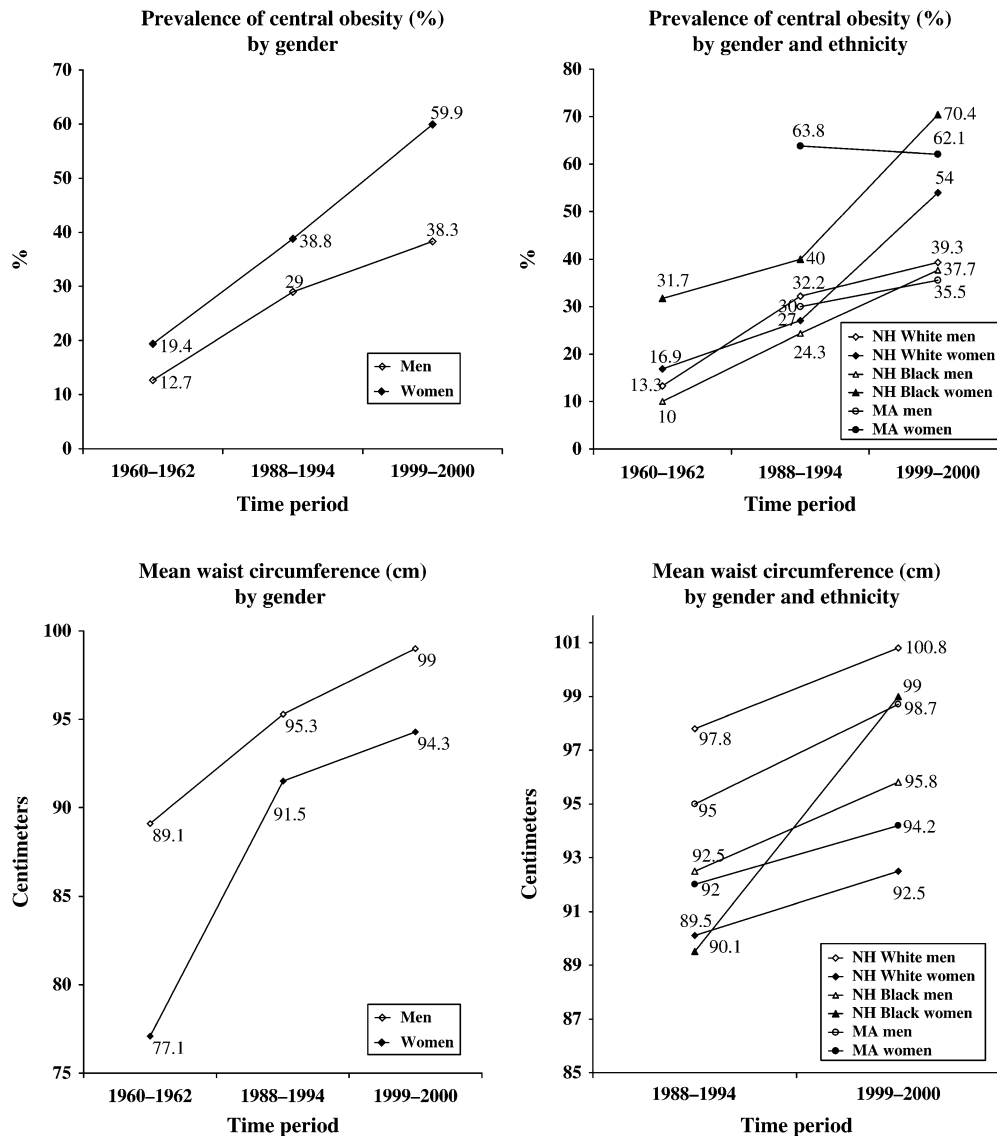 Prevalence of central obesity (%)
by gender
70
60
50
40
30
20
10
0
%
59.9
38.8
38.3
29
19.4
12.7
Men
Women
1960–1962 1988–1994 1999–2000
Time period
Prevalence of central obesity (%)
by gender and ethnicity
80
70
60
50
40
30
20
10
0
%
70.4
63.8
62.1
54
40
39.3
37.7
35.5
32.2
31.7
30
27
24.3
16.9
13.3
10
NH White men
NH White women
NH Black men
NH Black women
MA men
MA women
1960–1962 1988–1994 1999–2000
Time period
Mean waist circumference (cm)
by gender
100
95
90
85
80
75
Centimeters
99
95.3
94.3
91.5
89.1
77.1
Men
Women
1960–1962 1988–1994 1999–2000
Time period
Mean waist circumference (cm)
by gender and ethnicity
101
99
97
95
93
91
89
87
85
Centimeters
100.8
99
98.7
97.8
95.8
95
94.2
92.5
92
92.5
89.5
90.1
NH White men
NH White women
NH Black men
NH Black women
MA men
MA women
1988–1994 1999–2000
Time period